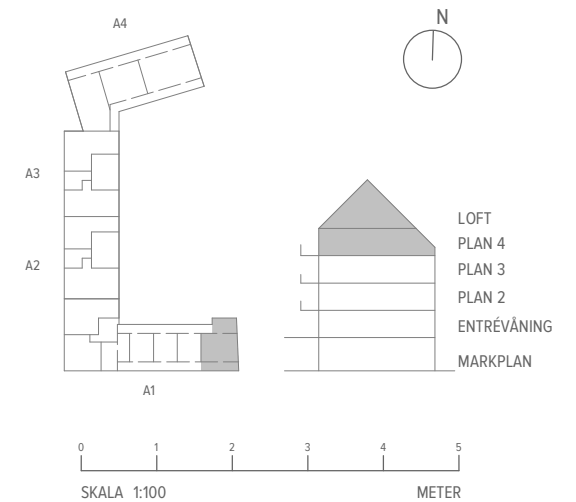 A4
N
A3
A2
A1
LOFT
PLAN 4
PLAN 3
PLAN 2
ENTRÉVÅNING
MARKPLAN
0 1 2 3 4 5
SKALA 1:100 METER